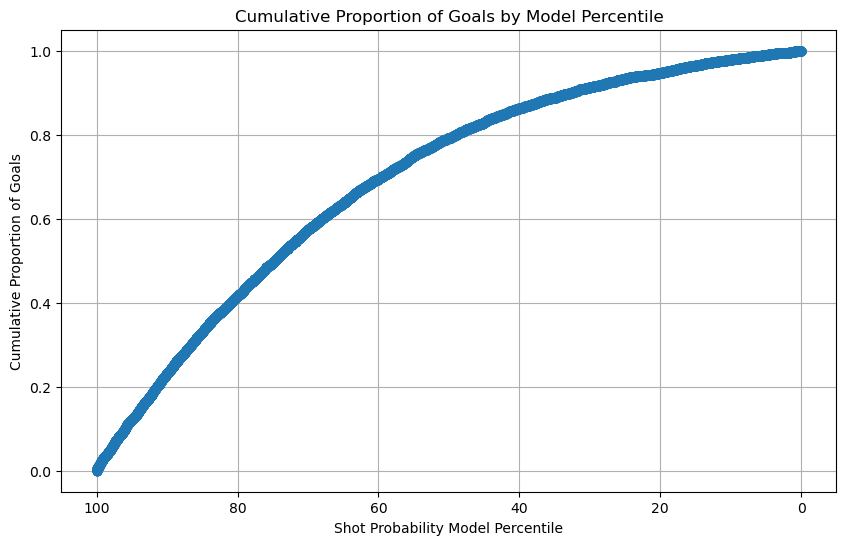 Cumulative Proportion of Goals by Model Percentile
Cumulative Proportion of Goals
1.0
0.8
0.6
0.4
0.2
0.0
100 80 60 40 20 0
Shot Probability Model Percentile